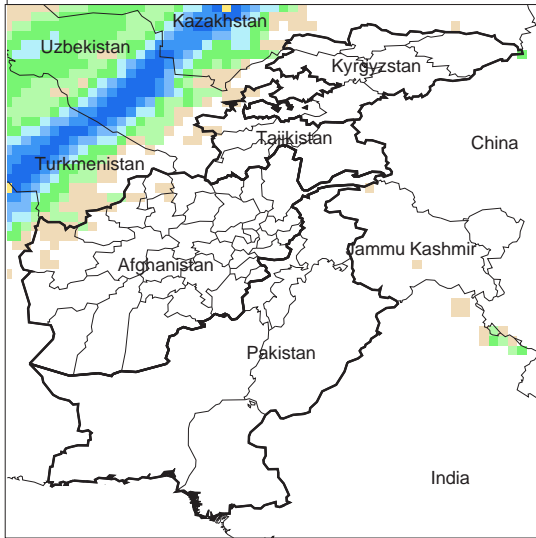 Kazakhstan
Uzbekistan
Kyrgyzstan
Tajikistan
China
Turkmenistan
Jammu Kashmir
Afghanistan
Pakistan
India